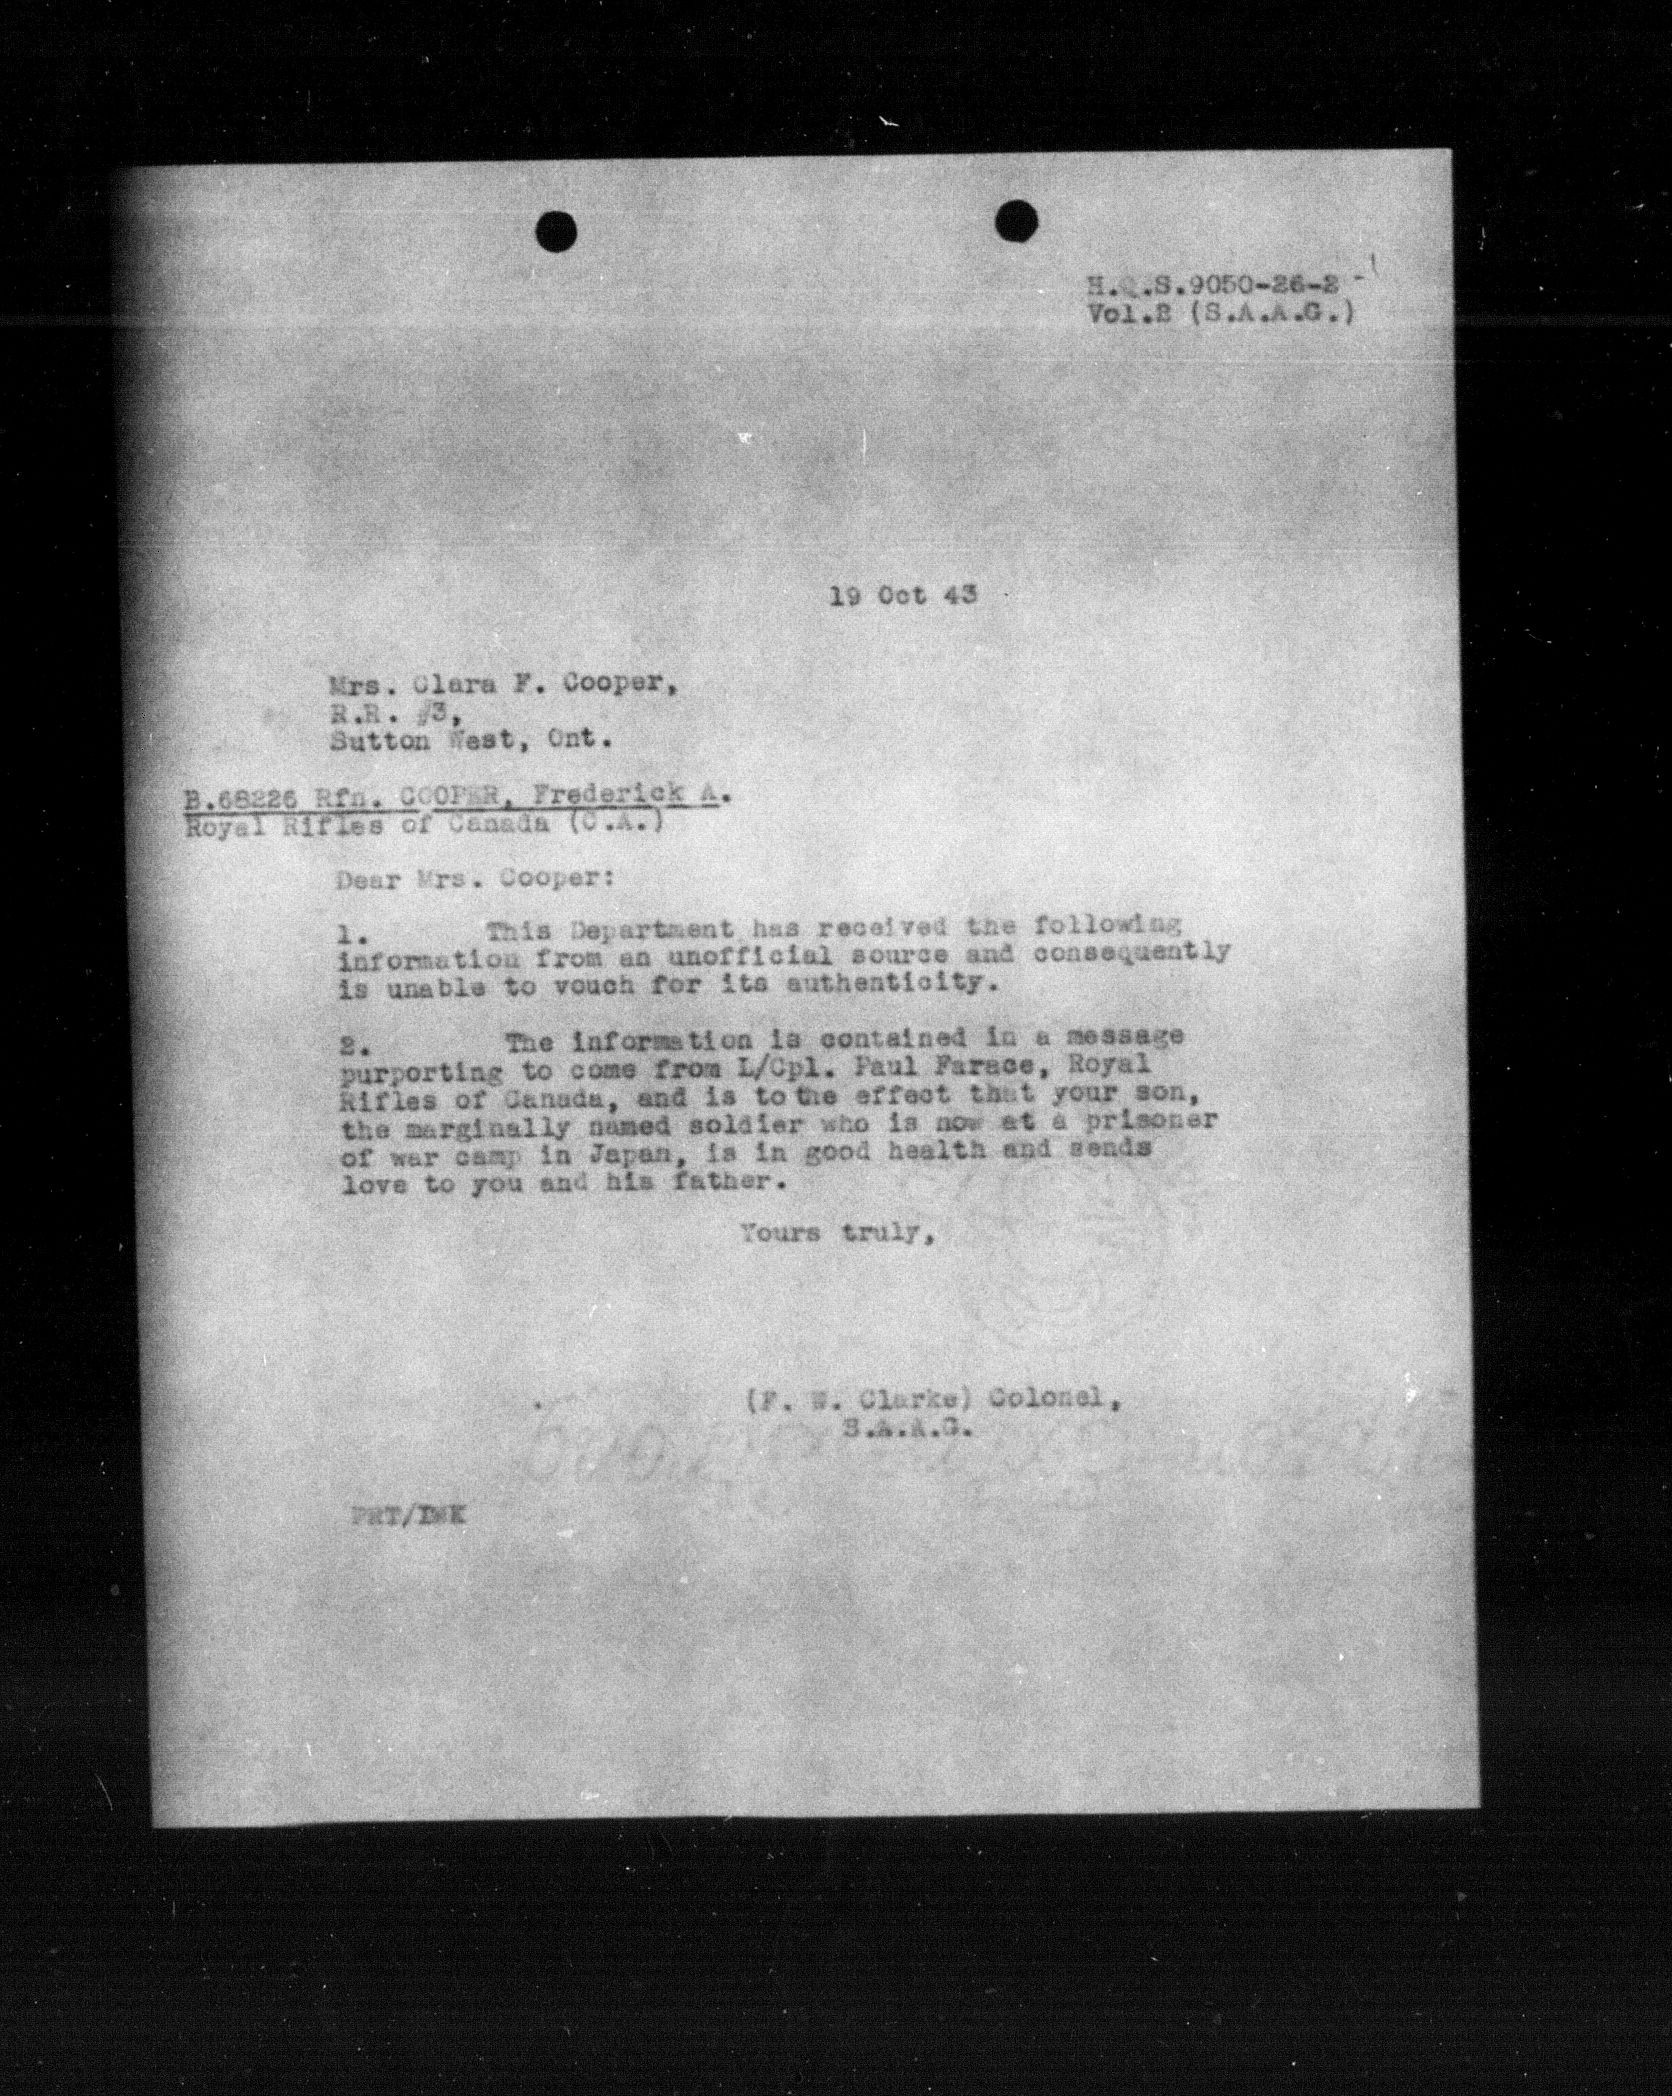 H.Q.S.9050-26-2
Vol.2 (S.A.A.G.)
19 Oct 43
Mrs. Clara F. Cooper,
R.R. #3,
Sutton West, Ont.
B.68226 Rfn. COOPER, Frederick A.
Royal Rifles of Canada (C.A.)
Dear Mrs. Cooper:
1. This Department has received the following
information from an unofficial source and consequently
is unable to vouch for its authenticity.
2. The information is contained in a message
purporting to come from L/Cpl. Paul Farace, Royal
Rifles of Canada, and is to the effect that your son,
the marginally named soldier who is now at a prisoner
of war camp in Japan, is in good health and sends
love to you and his father.
Yours truly,
(F. W. Clarke) Colonel,
S.A.A.G.